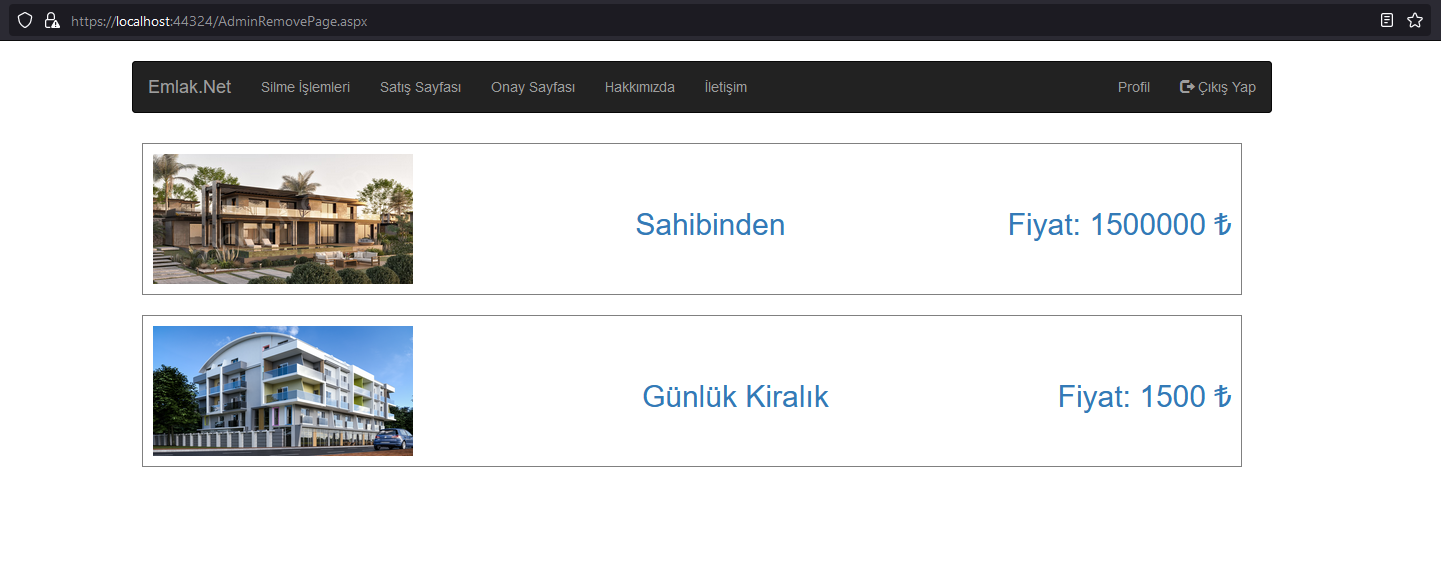 https://localhost:44324/AdminRemovePage.aspx
Emlak.Net Silme İşlemleri Satış Sayfası Onay Sayfası Hakkımızda İletişim Profil Çıkış Yap
Sahibinden Fiyat: 1500000 ₺
Günlük Kiralık Fiyat: 1500 ₺